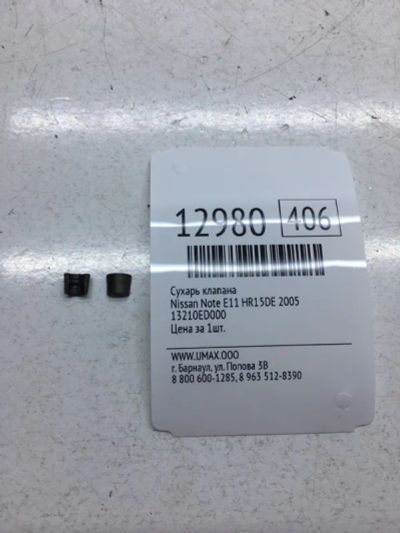 12980 406
Сухарь клапана
Nissan Note E11 HR15DE 2005
13210ED000
Цена за 1шт.
WWW.UMAX.OOO
г. Барнаул, ул. Попова 3В
8 800 600-1285, 8 963 512-8390